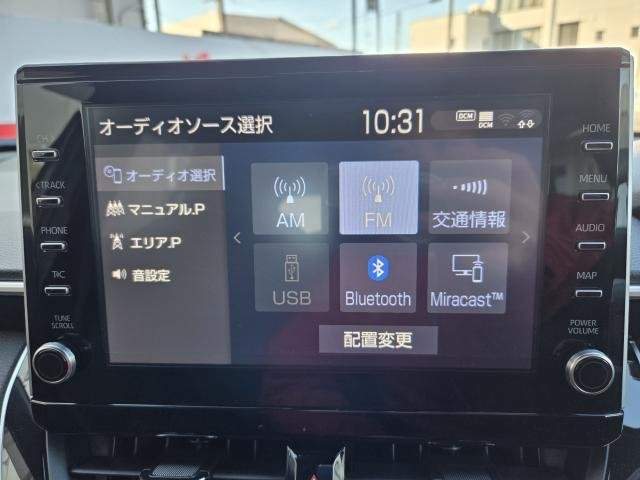 オーディオソース選択
10:31
DCM
DCM
オーディオ選択
マニュアル.P
エリア.P
音設定
AM
FM
交通情報
USB
Bluetooth
Miracast™
配置変更
<TRACK
PHONE
T&C
TUNE
SCROLL
HOME
MENU
AUDIO
MAP
POWER
VOLUME